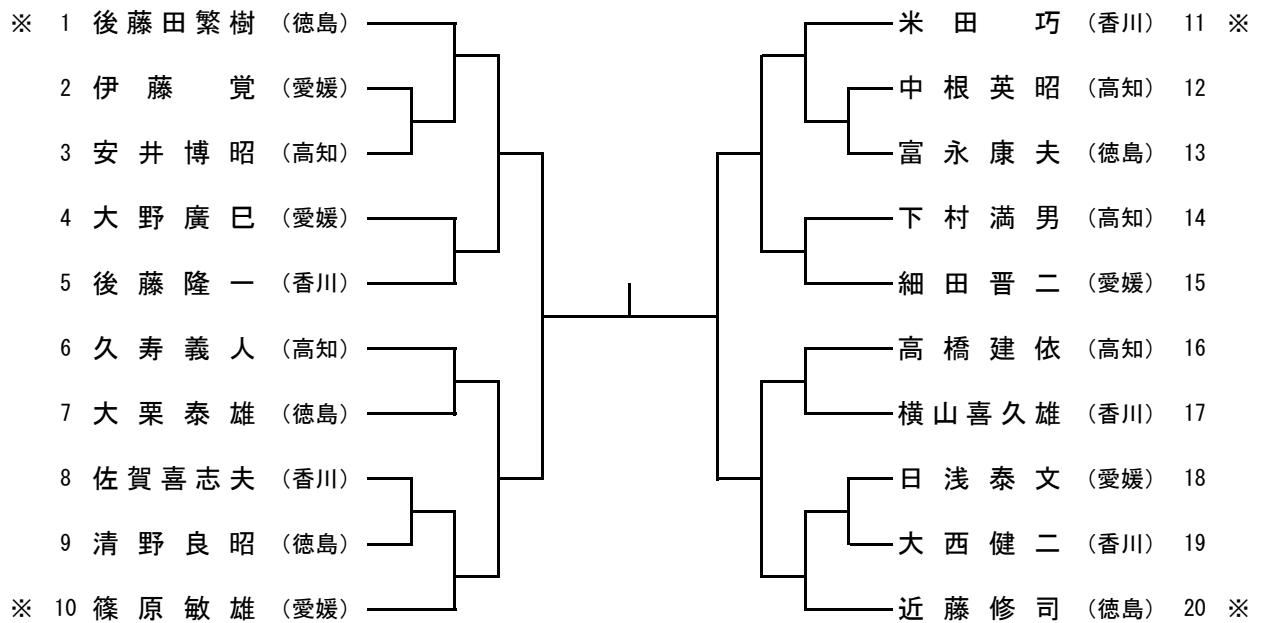 ※ 1 後藤田繁樹 (徳島)
2 伊藤 覚 (愛媛)
3 安井博昭 (高知)
4 大野廣巳 (愛媛)
5 後藤隆一 (香川)
6 久寿義人 (高知)
7 大栗泰雄 (徳島)
8 佐賀喜志夫 (香川)
9 清野良昭 (徳島)
※ 10 篠原敏雄 (愛媛)
米田 巧 (香川) 11 ※
中根英昭 (高知) 12
富永康夫 (徳島) 13
下村満男 (高知) 14
細田晋二 (愛媛) 15
高橋建依 (高知) 16
横山喜久雄 (香川) 17
日浅泰文 (愛媛) 18
大西健二 (香川) 19
近藤修司 (徳島) 20 ※